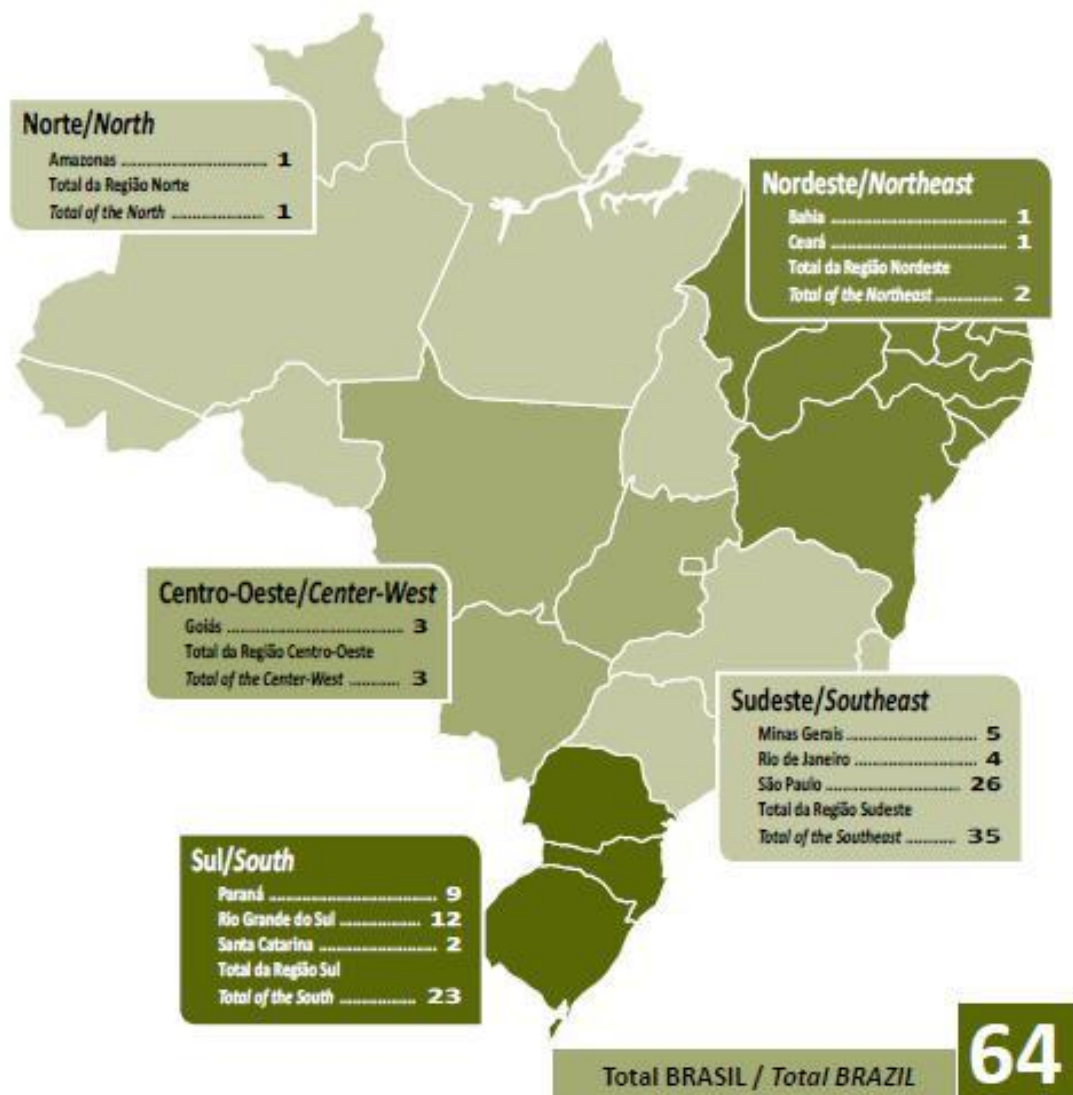 Norte/North
Amazonas ........ 1
Total da Região Norte
Total of the North ........ 1
Nordeste/Northeast
Bahia ........ 1
Ceará ........ 1
Total da Região Nordeste
Total of the Northeast ........ 2
Centro-Oeste/Center-West
Goiás ........ 3
Total da Região Centro-Oeste
Total of the Center-West ........ 3
Sudeste/Southeast
Minas Gerais ........ 5
Rio de Janeiro ........ 4
São Paulo ........ 26
Total da Região Sudeste
Total of the Southeast ........ 35
Sul/South
Paraná ........ 9
Rio Grande do Sul ........ 12
Santa Catarina ........ 2
Total da Região Sul
Total of the South ........ 23
Total BRASIL / Total BRAZIL 64